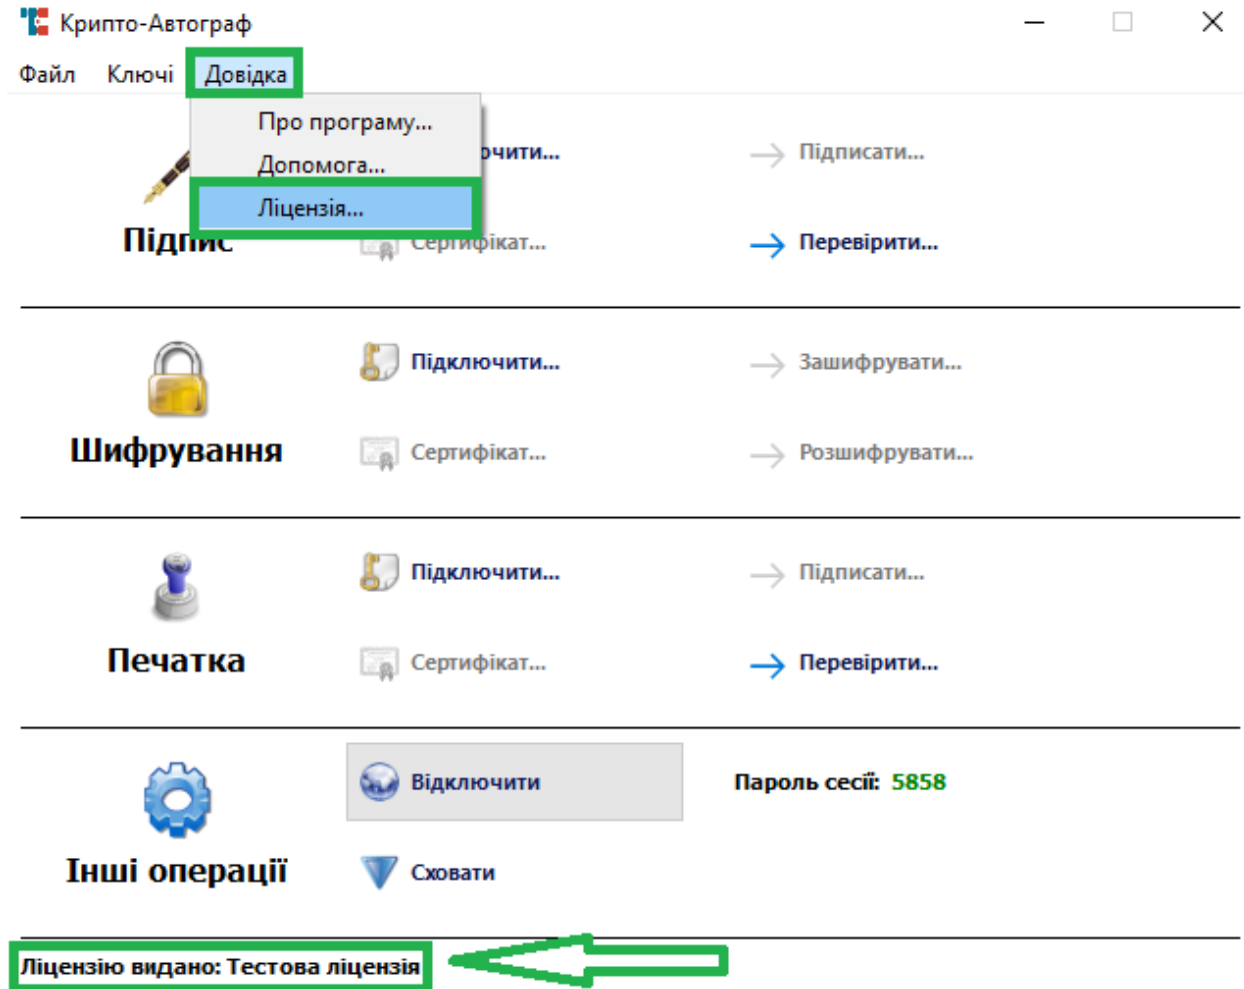 Крипто-Автограф
Файл Ключі Довідка
Про програму...
Допомога...
Ліцензія...
Підпис
Підписати...
Сертифікат...
Перевірити...
Шифрування
Підключити...
Зашифрувати...
Сертифікат...
Розшифрувати...
Печатка
Підключити...
Підписати...
Сертифікат...
Перевірити...
Інші операції
Відключити
Пароль сесії: 5858
Сховати
Ліцензію видано: Тестова ліцензія